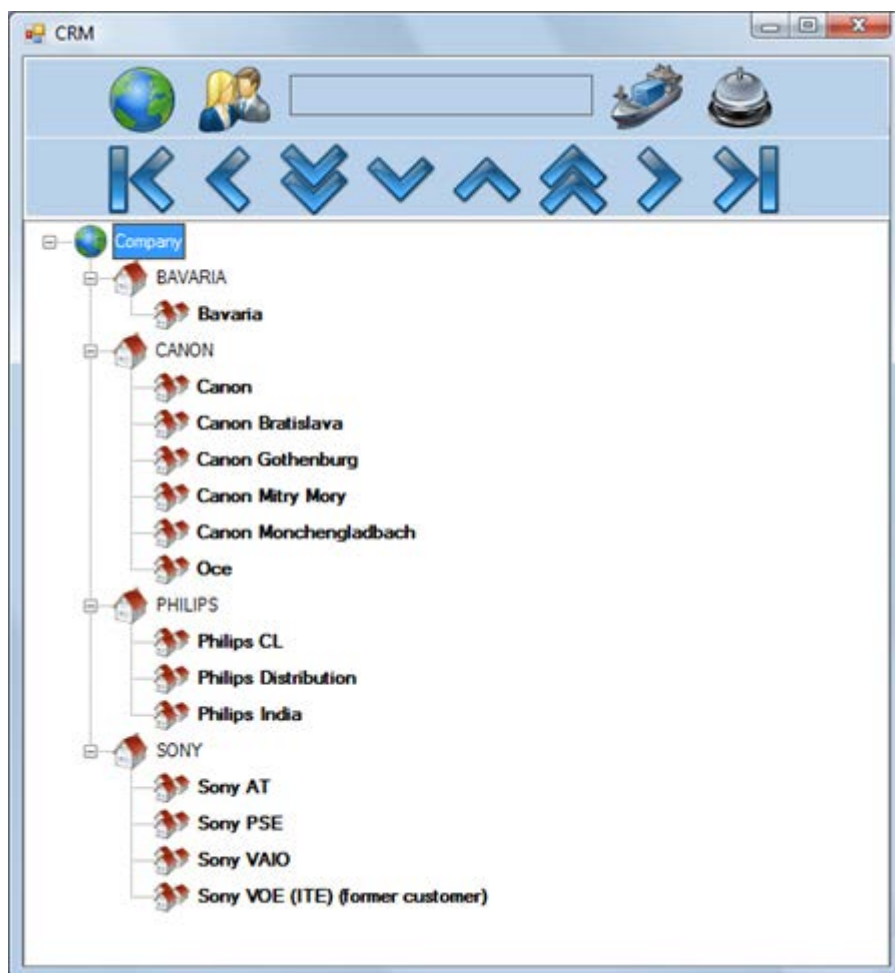 CRM
Company
BAVARIA
Bavaria
CANON
Canon
Canon Bratislava
Canon Gothenburg
Canon Mitry Mory
Canon Monchengladbach
Oce
PHILIPS
Philips CL
Philips Distribution
Philips India
SONY
Sony AT
Sony PSE
Sony VAIO
Sony VOE (ITE) (former customer)